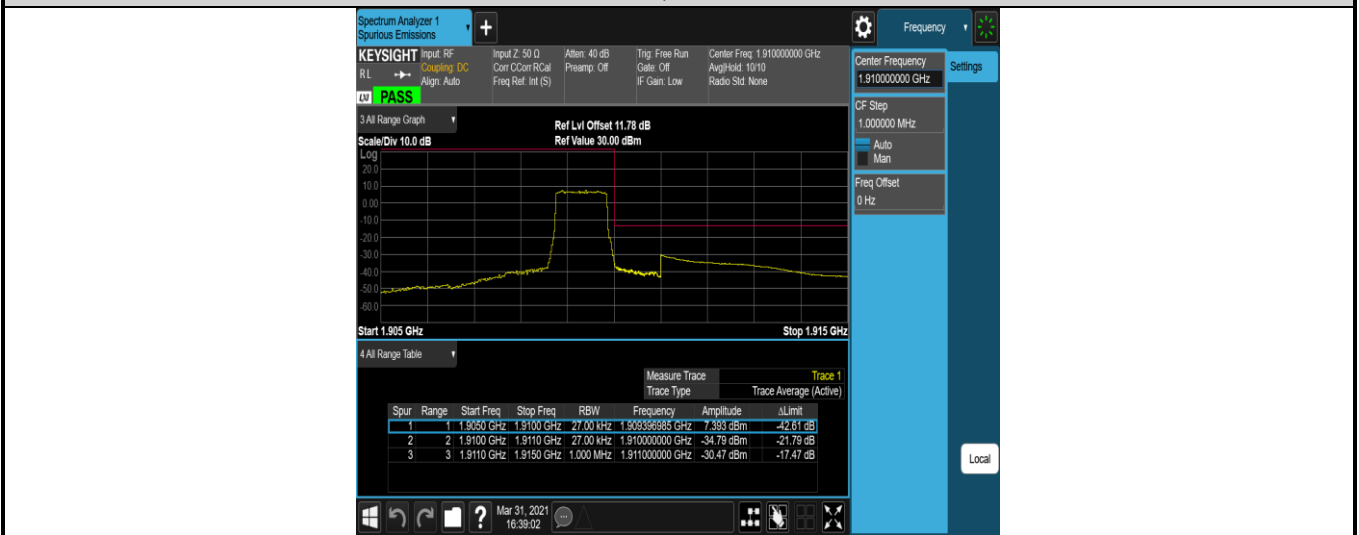 Spectrum Analyzer 1
Spurious Emissions
+
Frequency
KEYSIGHT
RL
LXI
PASS
Input: RF
Coupling: DC
Align: Auto
Input Z: 50 Ω
Corr CCorr RCal
Freq Ref: Int (S)
Atten: 40 dB
Preamp: Off
Trig: Free Run
Gate: Off
IF Gain: Low
Center Freq: 1.910000000 GHz
Avg|Hold: 10/10
Radio Std: None
Center Frequency
1.910000000 GHz
Settings
CF Step
1.000000 MHz
Auto
Man
Freq Offset
0 Hz
3 All Range Graph
Ref Lvl Offset 11.78 dB
Scale/Div 10.0 dB
Ref Value 30.00 dBm
Log
20.0
10.0
0.00
-10.0
-20.0
-30.0
-40.0
-50.0
-60.0
Start 1.905 GHz
Stop 1.915 GHz
4 All Range Table
Measure Trace Trace 1
Trace Type Trace Average (Active)
Spur Range Start Freq Stop Freq RBW Frequency Amplitude ΔLimit
1 1 1.9050 GHz 1.9100 GHz 27.00 kHz 1.909396985 GHz 7.393 dBm -42.61 dB
2 2 1.9100 GHz 1.9110 GHz 27.00 kHz 1.910000000 GHz -34.79 dBm -21.79 dB
3 3 1.9110 GHz 1.9150 GHz 1.000 MHz 1.911000000 GHz -30.47 dBm -17.47 dB
Local
?
Mar 31, 2021
16:39:02